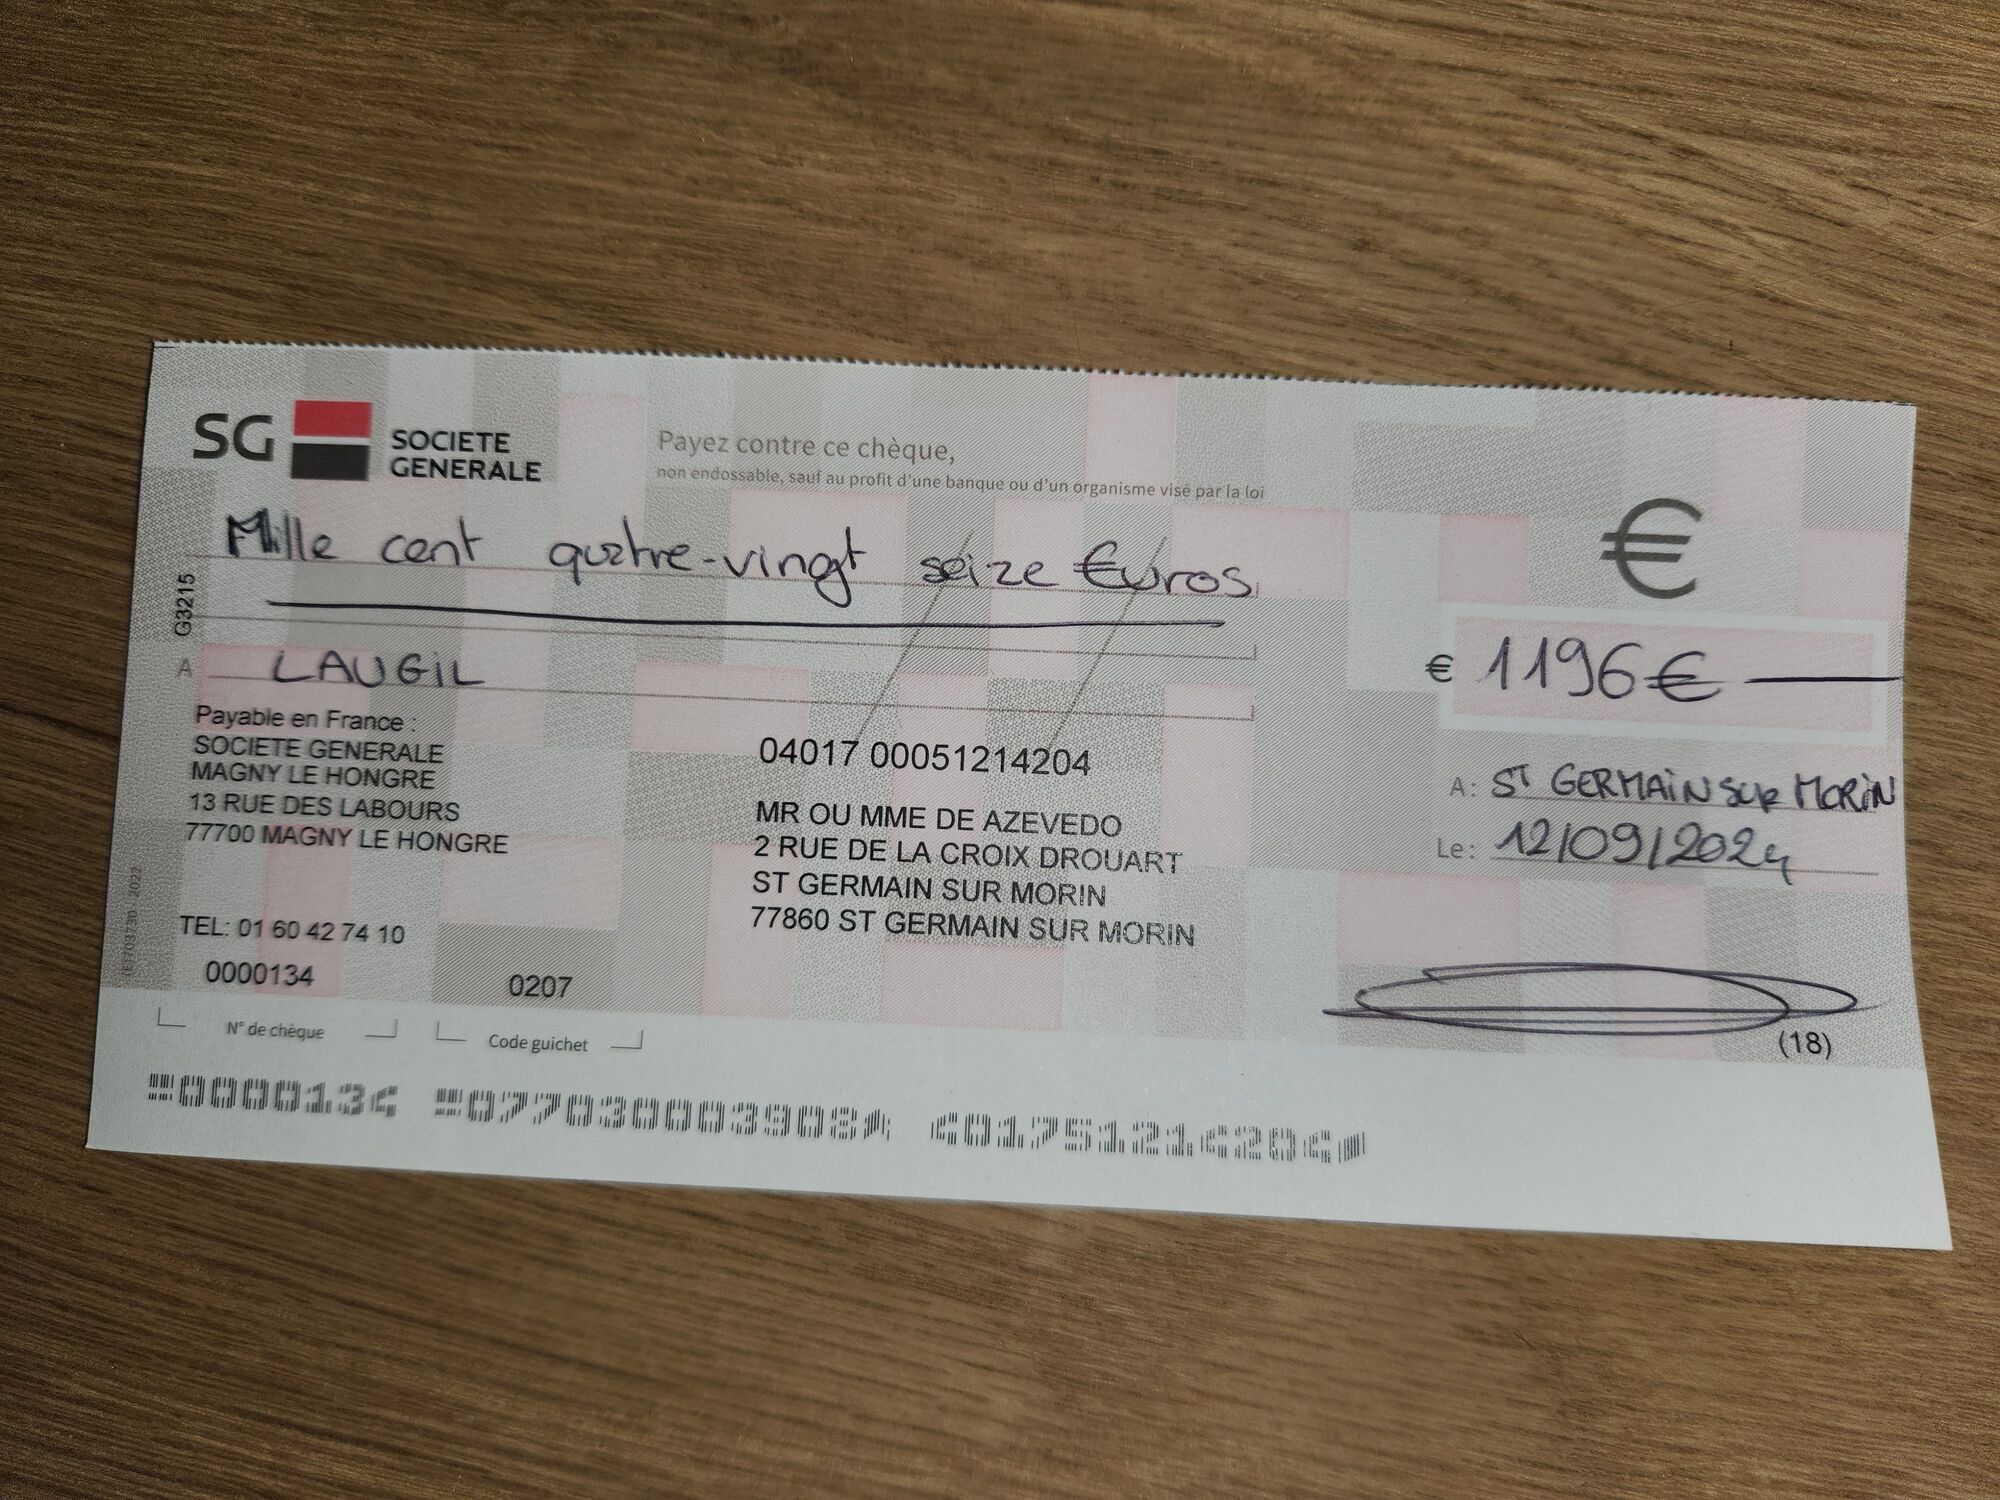 SG SOCIETE
GENERALE
Payez contre ce chèque,
non endossable, sauf au profit d'une banque ou d'un organisme visé par la loi
€
Mille cent quatre-vingt seize €uros
G3215
€ 1196€
A LAUGIL
Payable en France :
SOCIETE GENERALE
MAGNY LE HONGRE
13 RUE DES LABOURS
77700 MAGNY LE HONGRE
TEL: 01 60 42 74 10
04017 00051214204
MR OU MME DE AZEVEDO
2 RUE DE LA CROIX DROUART
ST GERMAIN SUR MORIN
77860 ST GERMAIN SUR MORIN
A: ST GERMAiN SUR MORiN
Le: 12/09/2024
0000134
N° de chèque
0207
Code guichet
(18)
0000134 077030003908 401751214204